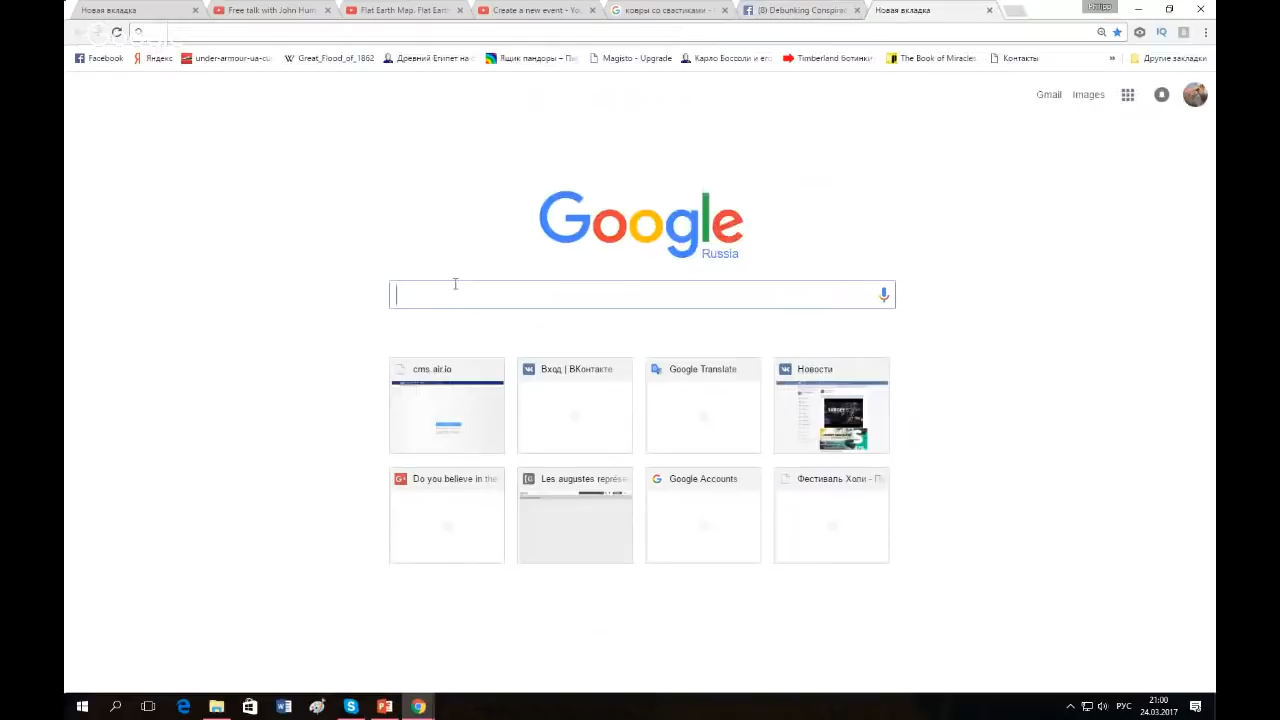 Новая вкладка
Free talk with John Hum
Flat Earth Map. Flat Earth
Create a new event - Yo
ковры со свастиками -
(8) Debunking Conspirac
Новая вкладка
Philipp
Facebook
Яндекс
under-armour-ua-cu
Great_Flood_of_1862
Древний Египет на
Ящик пандоры – Пи
Magisto - Upgrade
Карло Боссоли и его
Timberland ботинки
The Book of Miracles
Контакты
»
Другие закладки
Gmail
Images
Google
Russia
cms.air.io
Вход | ВКонтакте
Google Translate
Новости
Do you believe in the
Les augustes représe
Google Accounts
Фестиваль Холи - П
РУС
21:00
24.03.2017